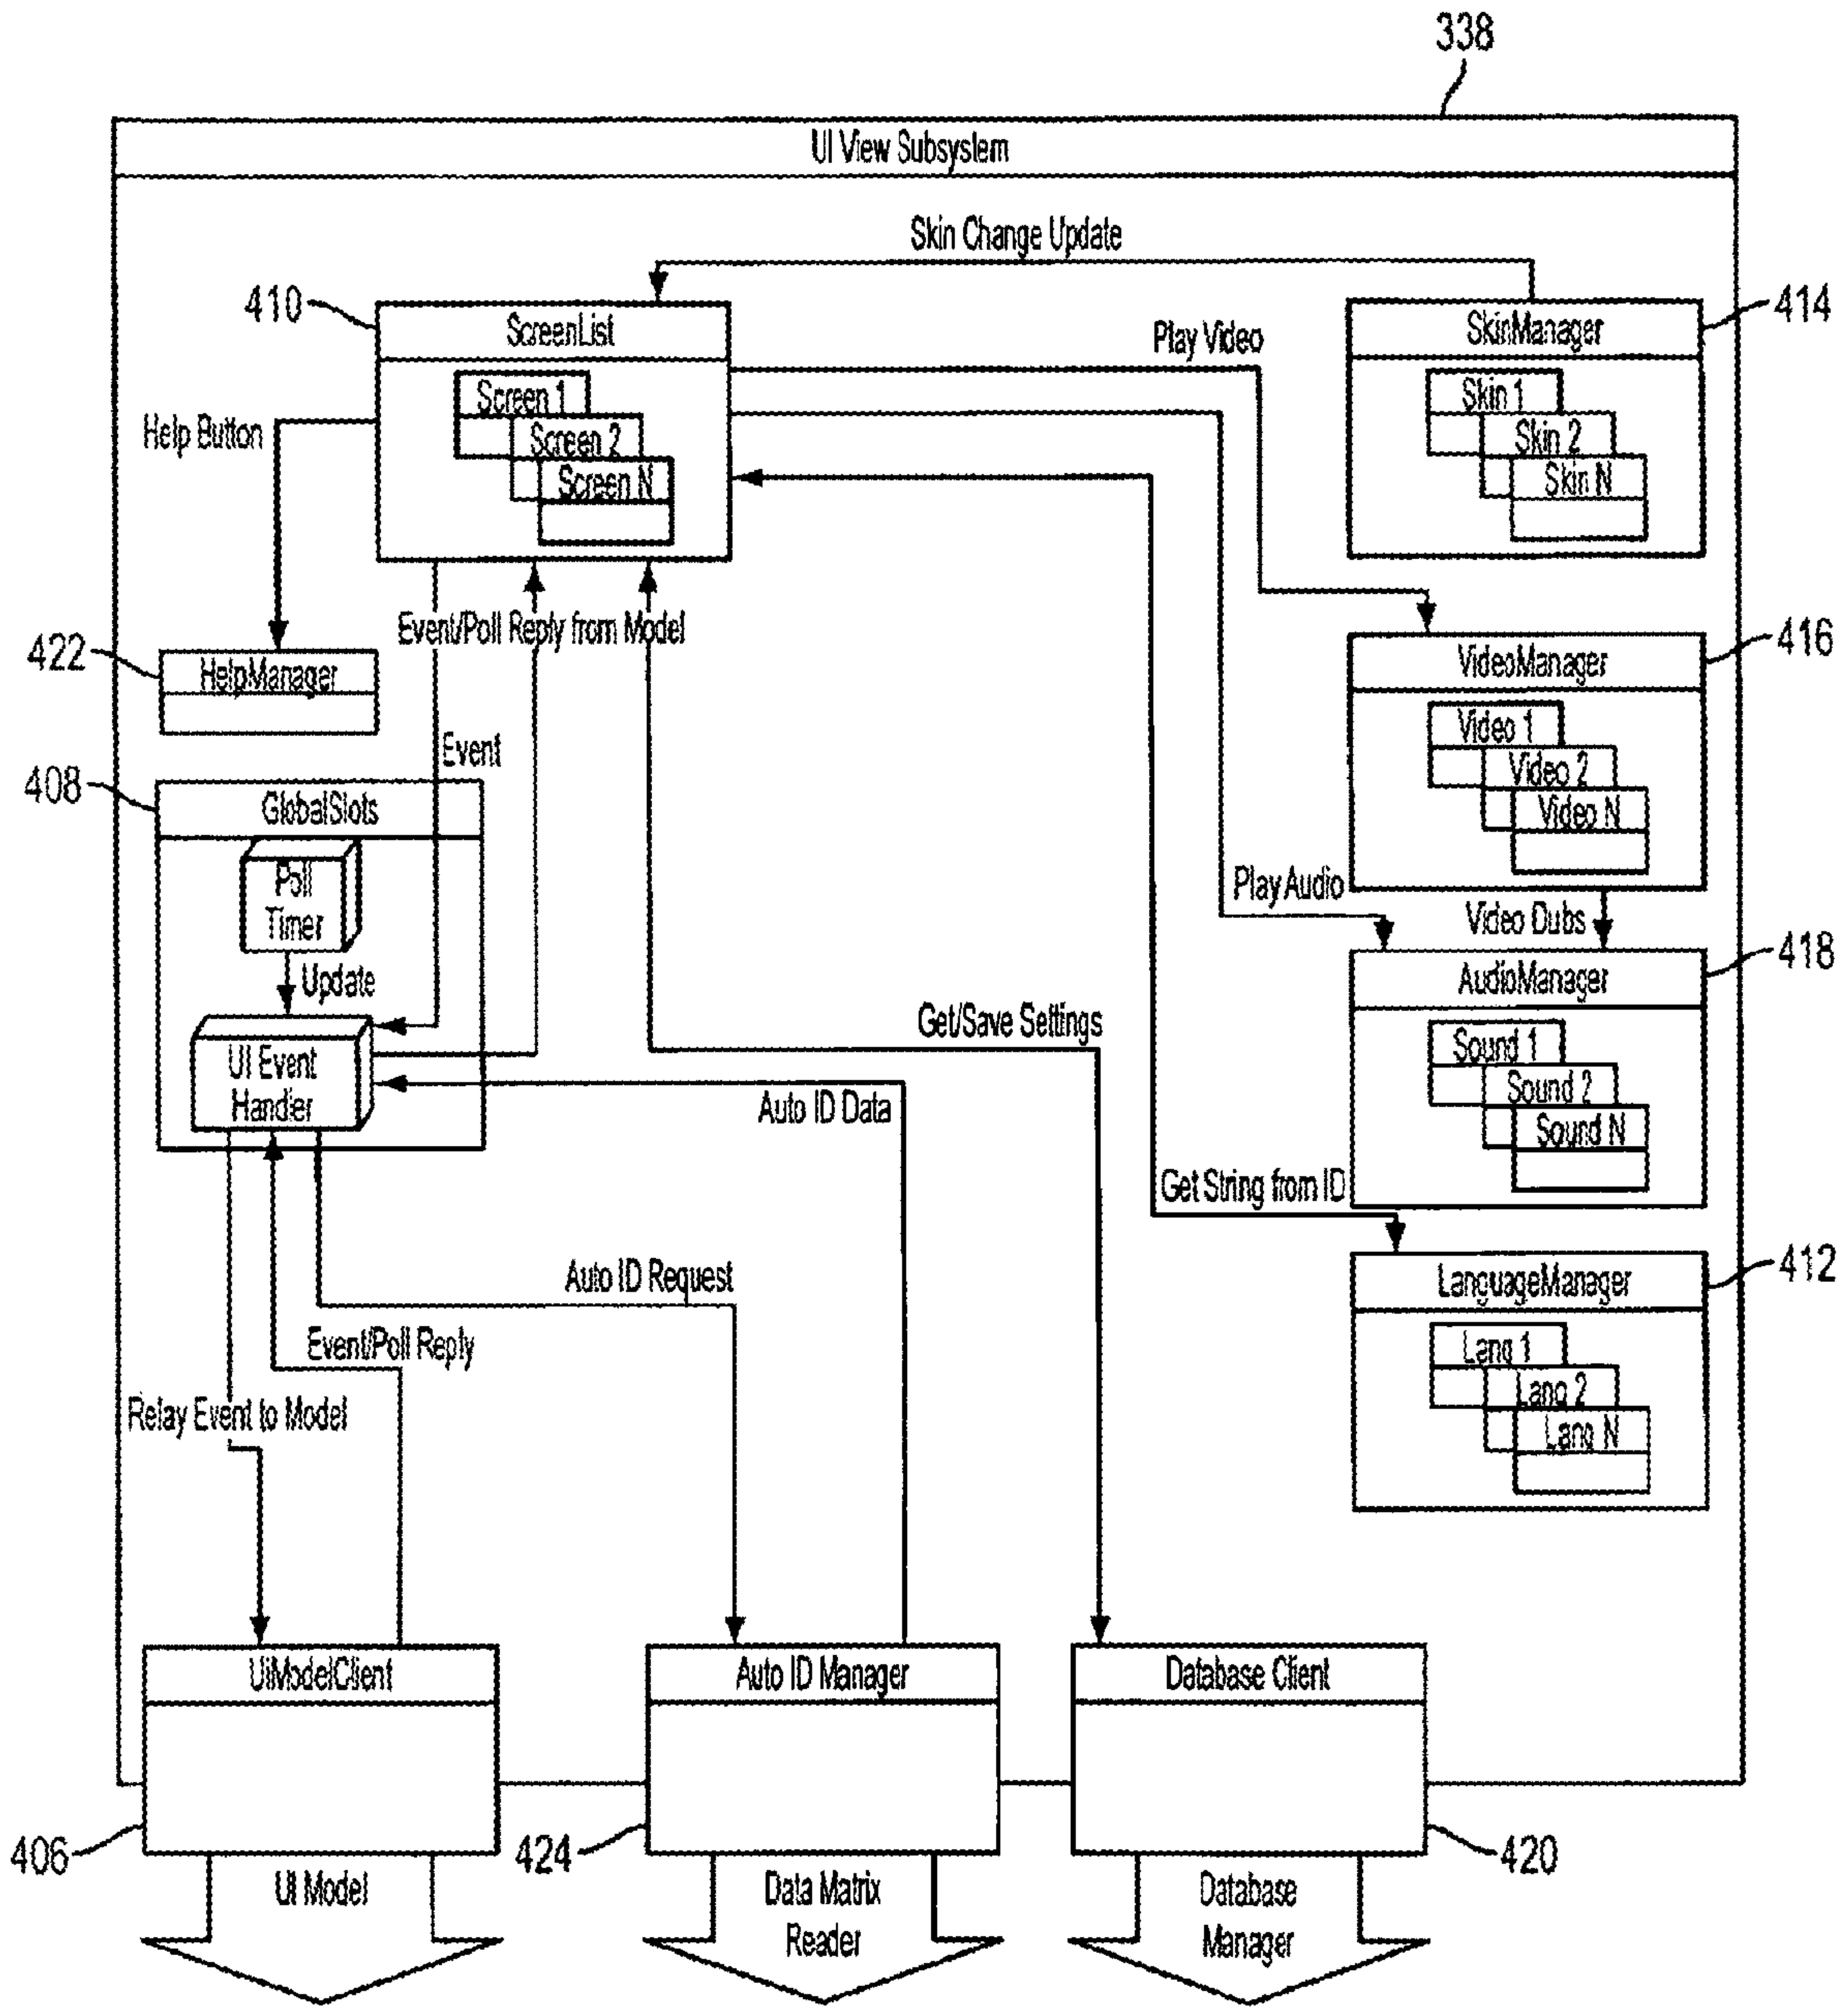 338
UI View Subsystem
Skin Change Update
410
ScreenList
SkinManager
414
Play Video
Screen 1
Screen 2
Screen N
Skin 1
Skin 2
Skin N
Help Button
Event/Poll Reply from Model
422
HelpManager
VideoManager
416
Video 1
Video 2
Video N
Event
408
GlobalSlots
Poll
Timer
Play Audio
Video Dubs
418
AudioManager
Update
Get/Save Settings
Sound 1
Sound 2
Sound N
UI Event
Handler
Auto ID Data
Get String from ID
412
LanguageManager
Auto ID Request
Event/Poll Reply
Lang 1
Lang 2
Lang N
Relay Event to Model
UiModelClient
Auto ID Manager
Database Client
406
424
420
UI Model
Data Matrix
Reader
Database
Manager